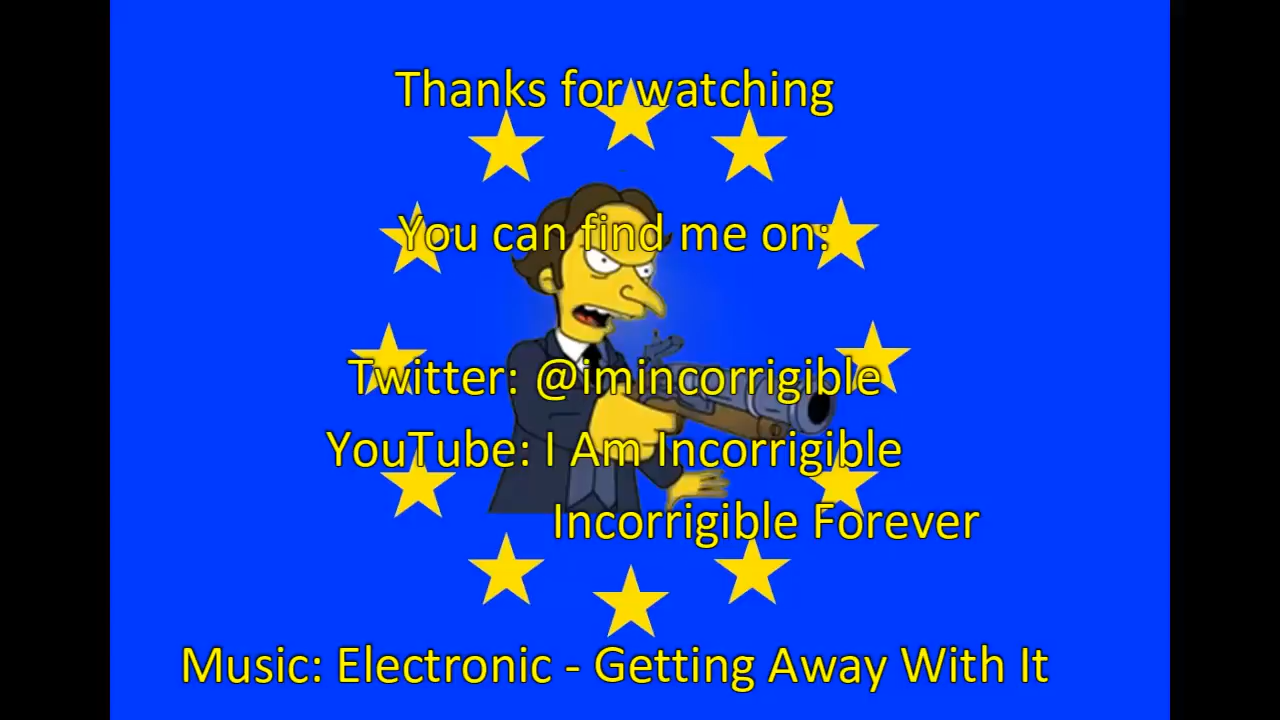 Thanks for watching
You can find me on:
Twitter: @imincorrigible
YouTube: I Am Incorrigible
Incorrigible Forever
Music: Electronic - Getting Away With It